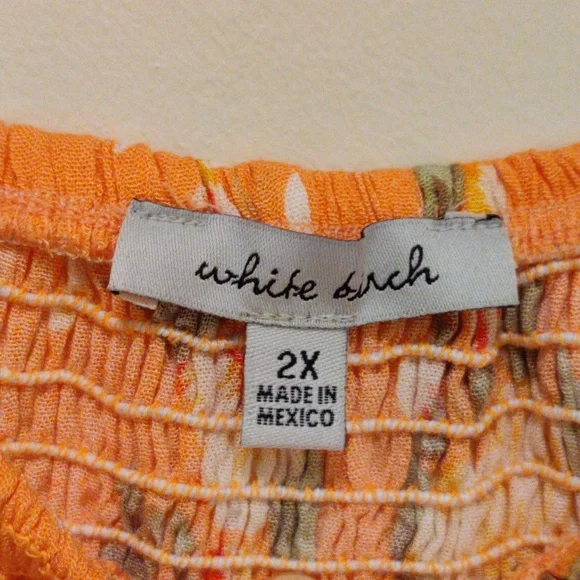 white birch
2X
MADE IN
MEXICO